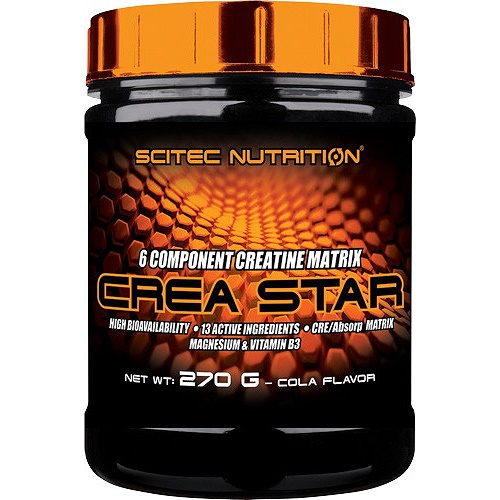 SCITEC NUTRITION®
6 COMPONENT CREATINE MATRIX
CREA STAR
HIGH BIOAVAILABILITY • 13 ACTIVE INGREDIENTS • CRE/Absorp™ MATRIX
MAGNESIUM & VITAMIN B3
NET WT: 270 G – COLA FLAVOR